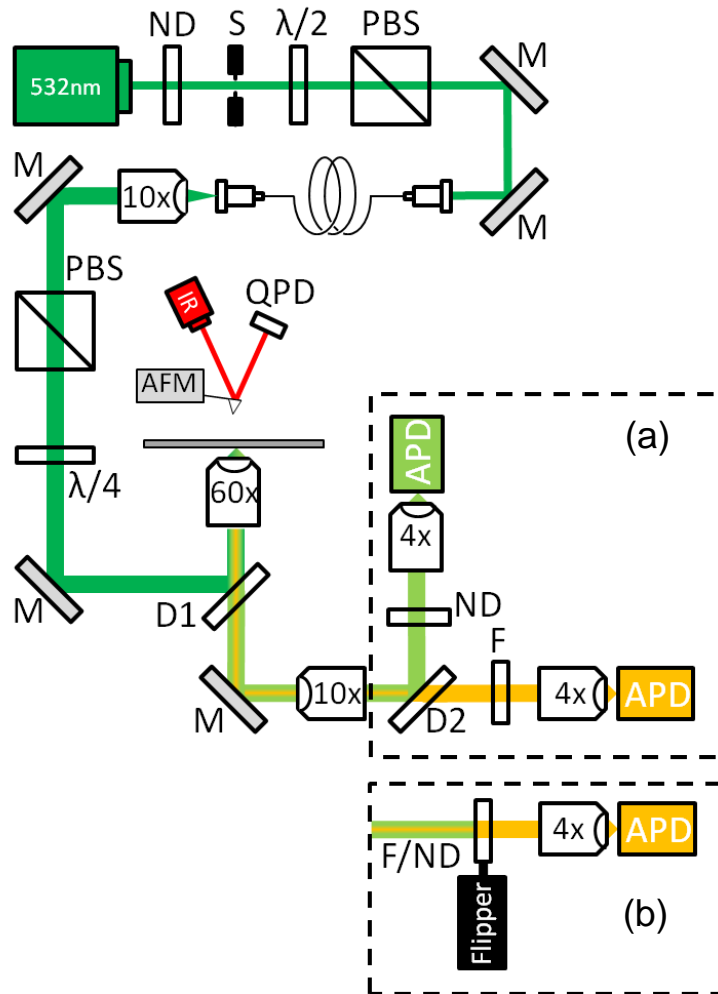 ND S λ/2 PBS
M
532nm
M
10x
M
PBS
IR
QPD
AFM
(a)
APD
λ/4
60x
4x
ND
M
D1
F
M
10x
4x
APD
D2
4x
APD
F/ND
Flipper
(b)